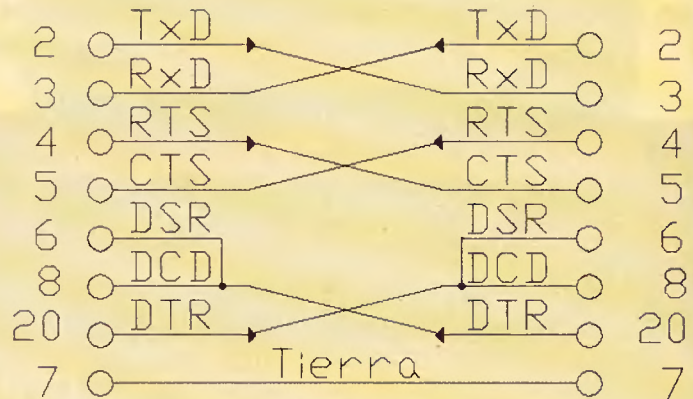 2 TxD TxD 2
3 RxD RxD 3
4 RTS RTS 4
5 CTS CTS 5
6 DSR DSR 6
8 DCD DCD 8
20 DTR DTR 20
7 Tierra 7